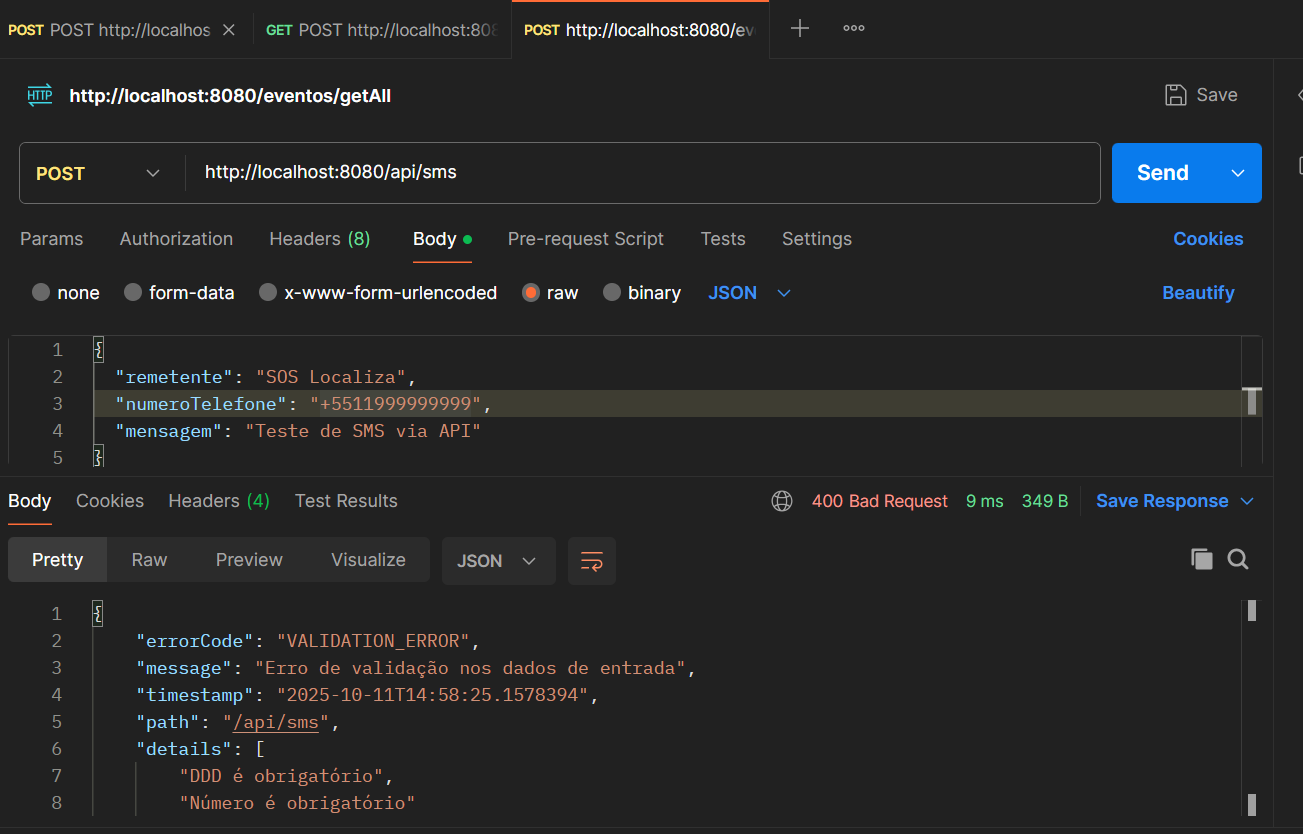 POST POST http://localhos
GET POST http://localhost:808
POST http://localhost:8080/ev
HTTP http://localhost:8080/eventos/getAll
Save
POST
http://localhost:8080/api/sms
Send
Params Authorization Headers (8) Body Pre-request Script Tests Settings Cookies
none form-data x-www-form-urlencoded raw binary JSON Beautify
1 {
2 "remetente": "SOS Localiza",
3 "numeroTelefone": "+5511999999999",
4 "mensagem": "Teste de SMS via API"
5 }
Body Cookies Headers (4) Test Results 400 Bad Request 9 ms 349 B Save Response
Pretty Raw Preview Visualize JSON
1 {
2 "errorCode": "VALIDATION_ERROR",
3 "message": "Erro de validação nos dados de entrada",
4 "timestamp": "2025-10-11T14:58:25.1578394",
5 "path": "/api/sms",
6 "details": [
7 "DDD é obrigatório",
8 "Número é obrigatório"